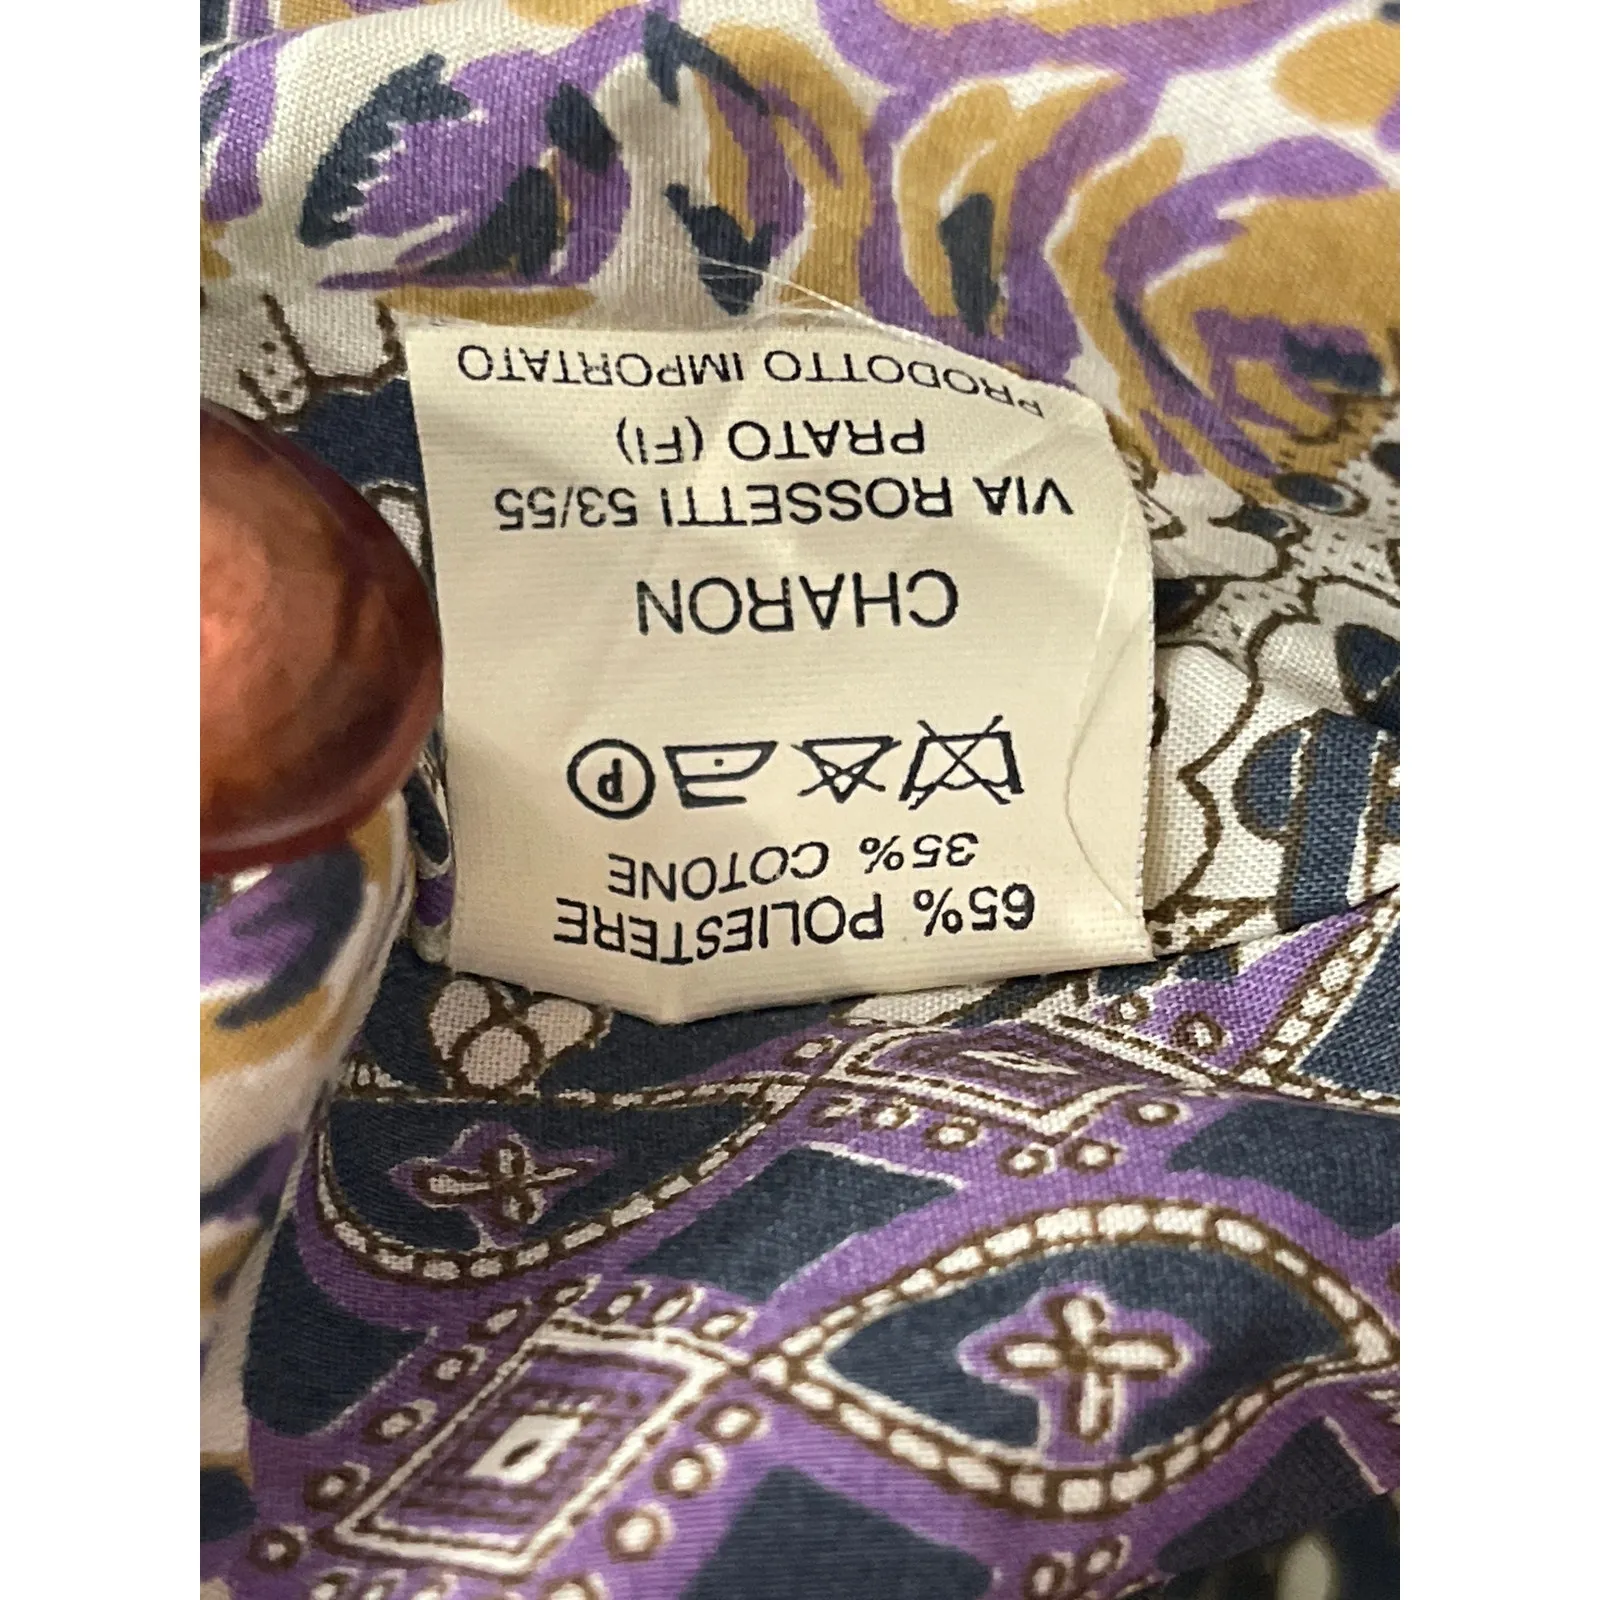 65% POLIESTERE
35% COTONE
P
CHARON
VIA ROSSETTI 53/55
PRATO (FI)
PRODOTTO IMPORTATO